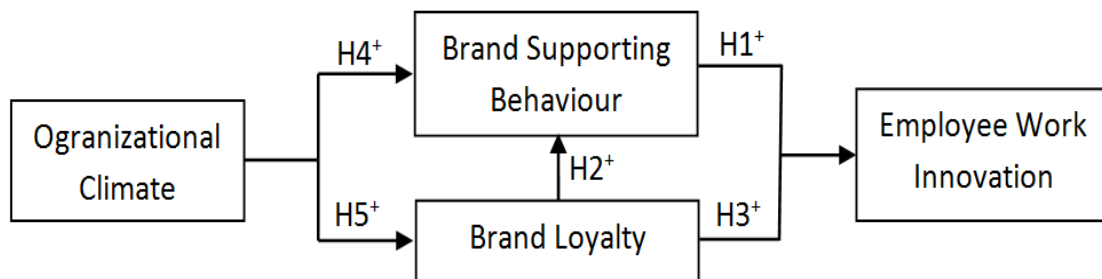 H4+
Brand Supporting
Behaviour
H1+
Ogranizational
Climate
Employee Work
Innovation
H2+
H5+
Brand Loyalty
H3+